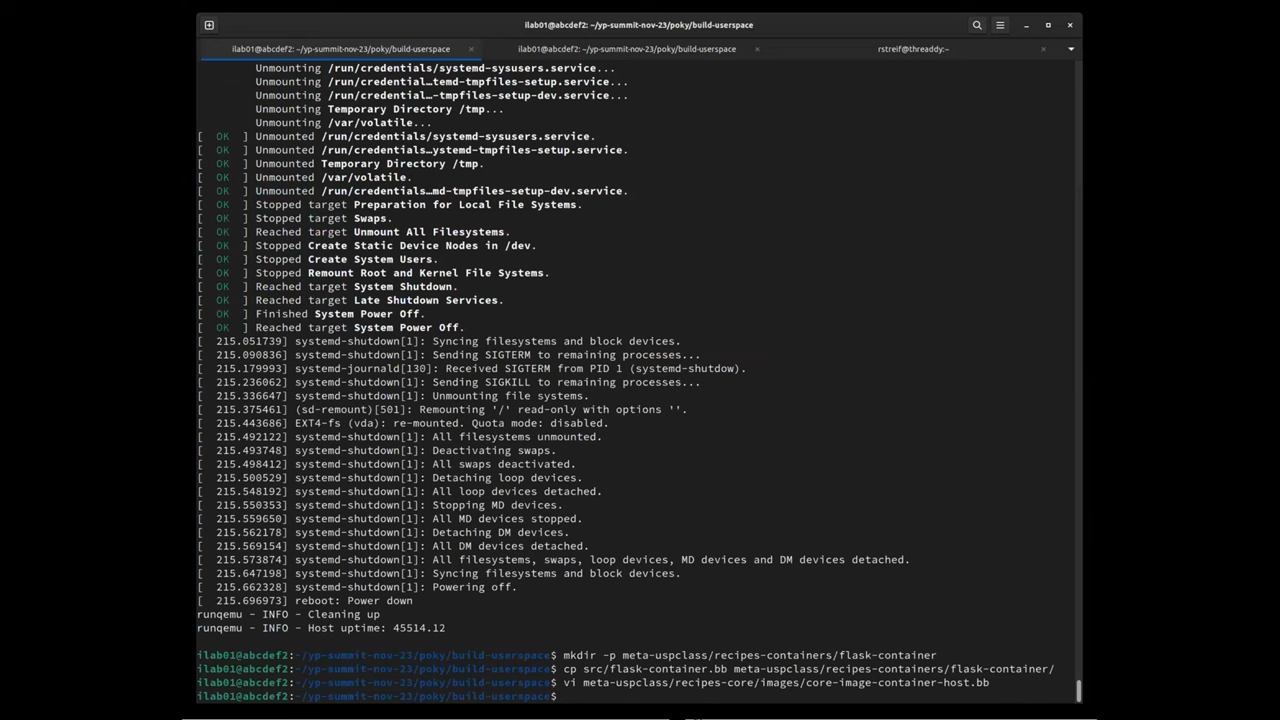 ilab01@abcdef2: ~/yp-summit-nov-23/poky/build-userspace
ilab01@abcdef2: ~/yp-summit-nov-23/poky/build-userspace
ilab01@abcdef2: ~/yp-summit-nov-23/poky/build-userspace
rstreif@threaddy:~
Unmounting /run/credentials/systemd-sysusers.service...
Unmounting /run/credential…temd-tmpfiles-setup.service...
Unmounting /run/credential…-tmpfiles-setup-dev.service...
Unmounting Temporary Directory /tmp...
Unmounting /var/volatile...
[  OK  ] Unmounted /run/credentials/systemd-sysusers.service.
[  OK  ] Unmounted /run/credentials…ystemd-tmpfiles-setup.service.
[  OK  ] Unmounted Temporary Directory /tmp.
[  OK  ] Unmounted /var/volatile.
[  OK  ] Unmounted /run/credentials…md-tmpfiles-setup-dev.service.
[  OK  ] Stopped target Preparation for Local File Systems.
[  OK  ] Stopped target Swaps.
[  OK  ] Reached target Unmount All Filesystems.
[  OK  ] Stopped Create Static Device Nodes in /dev.
[  OK  ] Stopped Create System Users.
[  OK  ] Stopped Remount Root and Kernel File Systems.
[  OK  ] Reached target System Shutdown.
[  OK  ] Reached target Late Shutdown Services.
[  OK  ] Finished System Power Off.
[  OK  ] Reached target System Power Off.
[  215.051739] systemd-shutdown[1]: Syncing filesystems and block devices.
[  215.090836] systemd-shutdown[1]: Sending SIGTERM to remaining processes...
[  215.179993] systemd-journald[130]: Received SIGTERM from PID 1 (systemd-shutdow).
[  215.236062] systemd-shutdown[1]: Sending SIGKILL to remaining processes...
[  215.336647] systemd-shutdown[1]: Unmounting file systems.
[  215.375461] (sd-remount)[501]: Remounting '/' read-only with options ''.
[  215.443686] EXT4-fs (vda): re-mounted. Quota mode: disabled.
[  215.492122] systemd-shutdown[1]: All filesystems unmounted.
[  215.493748] systemd-shutdown[1]: Deactivating swaps.
[  215.498412] systemd-shutdown[1]: All swaps deactivated.
[  215.500529] systemd-shutdown[1]: Detaching loop devices.
[  215.548192] systemd-shutdown[1]: All loop devices detached.
[  215.550353] systemd-shutdown[1]: Stopping MD devices.
[  215.559650] systemd-shutdown[1]: All MD devices stopped.
[  215.562178] systemd-shutdown[1]: Detaching DM devices.
[  215.569154] systemd-shutdown[1]: All DM devices detached.
[  215.573874] systemd-shutdown[1]: All filesystems, swaps, loop devices, MD devices and DM devices detached.
[  215.647198] systemd-shutdown[1]: Syncing filesystems and block devices.
[  215.662328] systemd-shutdown[1]: Powering off.
[  215.696973] reboot: Power down
runqemu - INFO - Cleaning up
runqemu - INFO - Host uptime: 45514.12
ilab01@abcdef2:~/yp-summit-nov-23/poky/build-userspace$ mkdir -p meta-uspclass/recipes-containers/flask-container
ilab01@abcdef2:~/yp-summit-nov-23/poky/build-userspace$ cp src/flask-container.bb meta-uspclass/recipes-containers/flask-container/
ilab01@abcdef2:~/yp-summit-nov-23/poky/build-userspace$ vi meta-uspclass/recipes-core/images/core-image-container-host.bb
ilab01@abcdef2:~/yp-summit-nov-23/poky/build-userspace$